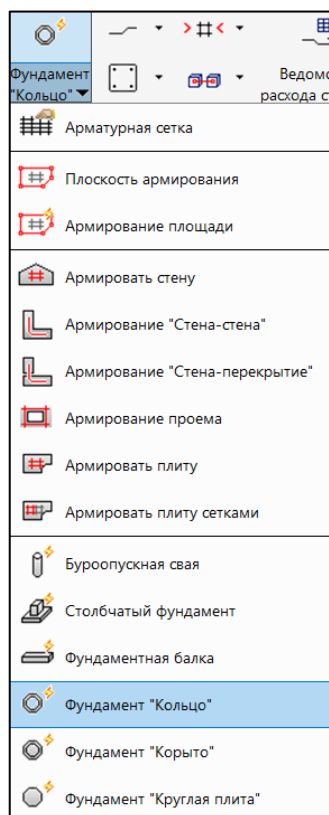 Фундамент
"Кольцо"
Ведомо
расхода с
Арматурная сетка
Плоскость армирования
Армирование площади
Армировать стену
Армирование "Стена-стена"
Армирование "Стена-перекрытие"
Армирование проема
Армировать плиту
Армировать плиту сетками
Буроопускная свая
Столбчатый фундамент
Фундаментная балка
Фундамент "Кольцо"
Фундамент "Корыто"
Фундамент "Круглая плита"